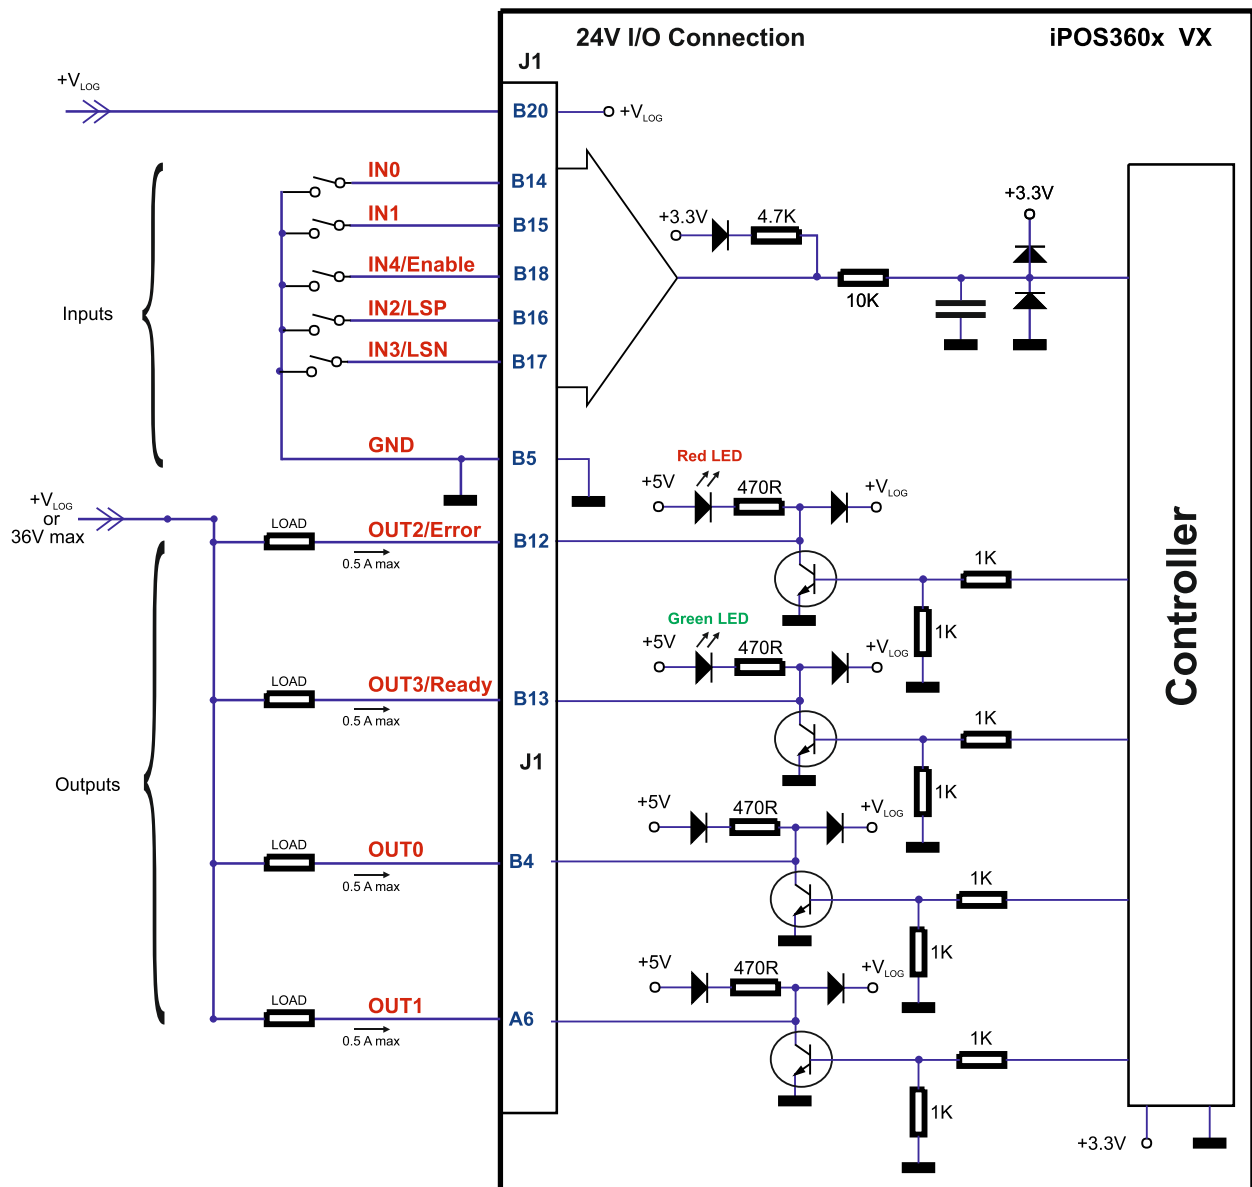 24V I/O Connection
iPOS360x VX
J1
+VLOG
B20
+VLOG
Inputs
IN0
B14
IN1
B15
IN4/Enable
B18
IN2/LSP
B16
IN3/LSN
B17
GND
B5
+3.3V
4.7K
10K
+3.3V
Controller
+VLOG
or
36V max
Outputs
LOAD
OUT2/Error
0.5 A max
B12
Red LED
+5V
470R
+VLOG
1K
1K
LOAD
OUT3/Ready
0.5 A max
B13
Green LED
+5V
470R
+VLOG
1K
1K
J1
LOAD
OUT0
0.5 A max
B4
+5V
470R
+VLOG
1K
1K
LOAD
OUT1
0.5 A max
A6
+5V
470R
+VLOG
1K
1K
+3.3V